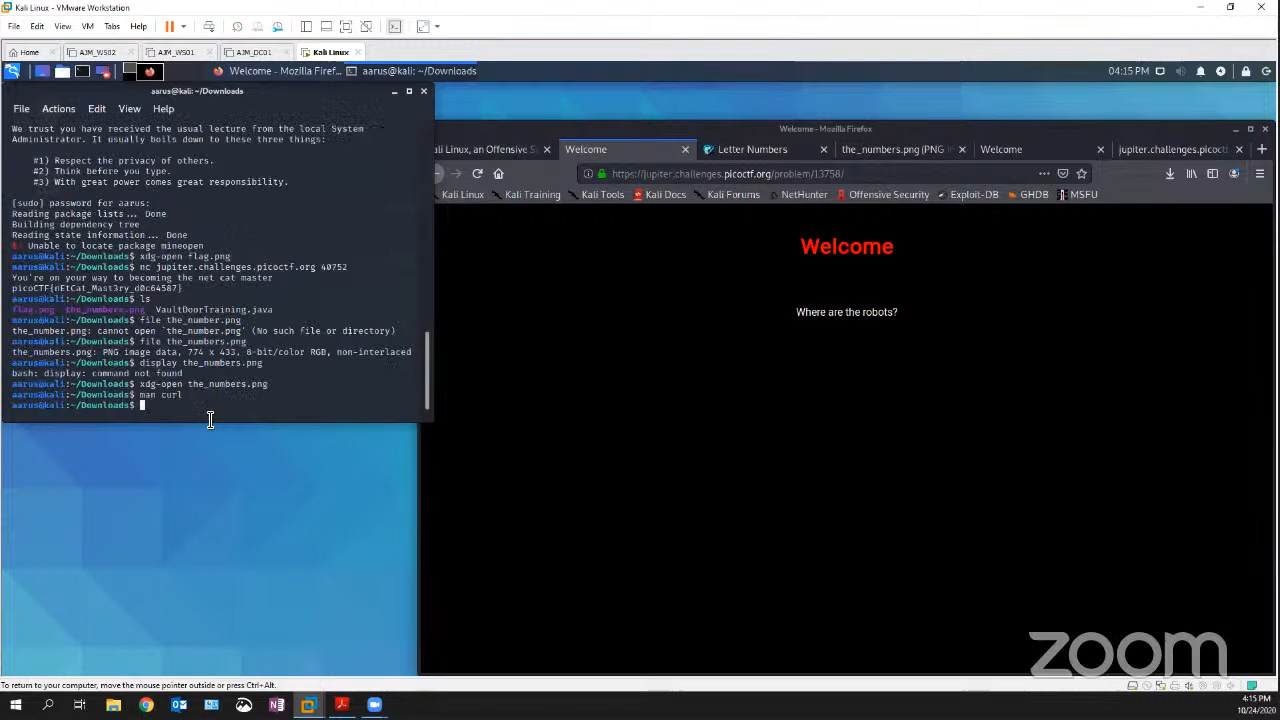 Kali Linux - VMware Workstation
File Edit View VM Tabs Help
Home AJM_WS02 AJM_WS01 AJM_DC01 Kali Linux
Welcome - Mozilla Firef... aarus@kali: ~/Downloads 04:15 PM
aarus@kali:~/Downloads
File Actions Edit View Help
We trust you have received the usual lecture from the local System
Administrator. It usually boils down to these three things:
#1) Respect the privacy of others.
#2) Think before you type.
#3) With great power comes great responsibility.
[sudo] password for aarus:
Reading package lists... Done
Building dependency tree
Reading state information... Done
Unable to locate package mineopen
aarus@kali:~/Downloads$ xdg-open flag.png
aarus@kali:~/Downloads$ nc jupiter.challenges.picoctf.org 40752
You're on your way to becoming the net cat master
picoCTF{nEtCat_Mast3ry_d0c64587}
aarus@kali:~/Downloads$ ls
flag.png the_numbers.png VaultDoorTraining.java
aarus@kali:~/Downloads$ file the_number.png
the_number.png: cannot open `the_number.png' (No such file or directory)
aarus@kali:~/Downloads$ file the_numbers.png
the_numbers.png: PNG image data, 774 x 433, 8-bit/color RGB, non-interlaced
aarus@kali:~/Downloads$ display the_numbers.png
bash: display: command not found
aarus@kali:~/Downloads$ xdg-open the_numbers.png
aarus@kali:~/Downloads$ man curl
aarus@kali:~/Downloads$
Welcome - Mozilla Firefox
ali Linux, an Offensive S Welcome Letter Numbers the_numbers.png (PNG I Welcome jupiter.challenges.picoct
https://jupiter.challenges.picoctf.org/problem/13758/
Kali Linux Kali Training Kali Tools Kali Docs Kali Forums NetHunter Offensive Security Exploit-DB GHDB MSFU
Welcome
Where are the robots?
zoom
To return to your computer, move the mouse pointer outside or press Ctrl+Alt.
4:15 PM
10/24/2020